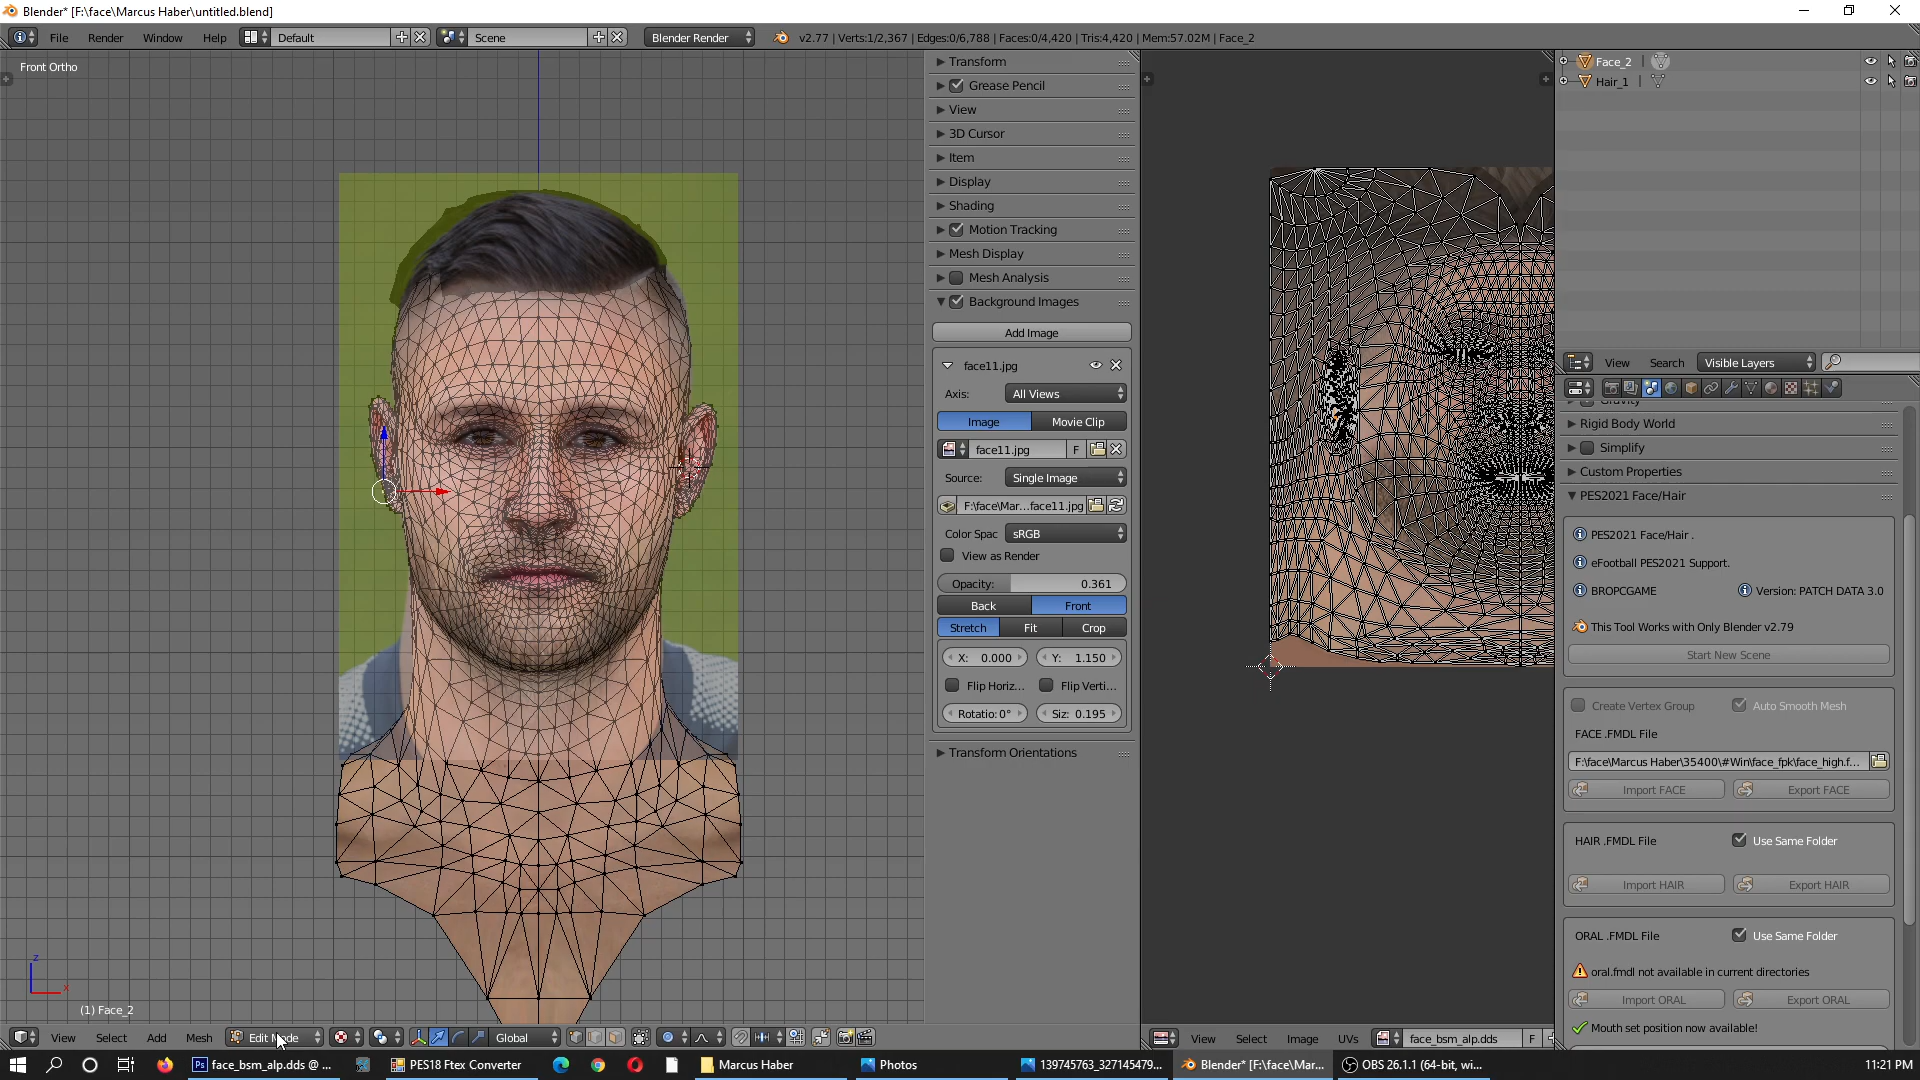 Blender* [F:\face\Marcus Haber\untitled.blend]
File Render Window Help Default Scene Blender Render v2.77 | Verts:1/2,367 | Edges:0/6,788 | Faces:0/4,420 | Tris:4,420 | Mem:57.02M | Face_2
Front Ortho
Transform
Grease Pencil
View
3D Cursor
Item
Display
Shading
Motion Tracking
Mesh Display
Mesh Analysis
Background Images
Add Image
face11.jpg
Axis: All Views
Image Movie Clip
face11.jpg F
Source: Single Image
F:\face\Mar...face11.jpg
Color Spac sRGB
View as Render
Opacity: 0.361
Back Front
Stretch Fit Crop
X: 0.000 Y: 1.150
Flip Horiz... Flip Verti...
Rotatio: 0° Siz: 0.195
Transform Orientations
z
x
(1) Face_2
View Select Add Mesh Edit Mode Global
View Select Image UVs face_bsm_alp.dds F
Face_2
Hair_1
View Search Visible Layers
Rigid Body World
Simplify
Custom Properties
PES2021 Face/Hair
PES2021 Face/Hair .
eFootball PES2021 Support.
BROPCGAME Version: PATCH DATA 3.0
This Tool Works with Only Blender v2.79
Start New Scene
Create Vertex Group Auto Smooth Mesh
FACE .FMDL File
F:\face\Marcus Haber\35400\#Win\face_fpk\face_high.f...
Import FACE Export FACE
HAIR .FMDL File Use Same Folder
Import HAIR Export HAIR
ORAL .FMDL File Use Same Folder
oral.fmdl not available in current directories
Import ORAL Export ORAL
Mouth set position now available!
face_bsm_alp.dds @ ... PES18 Ftex Converter Marcus Haber Photos 139745763_327145479... Blender* [F:\face\Mar... OBS 26.1.1 (64-bit, wi... 11:21 PM